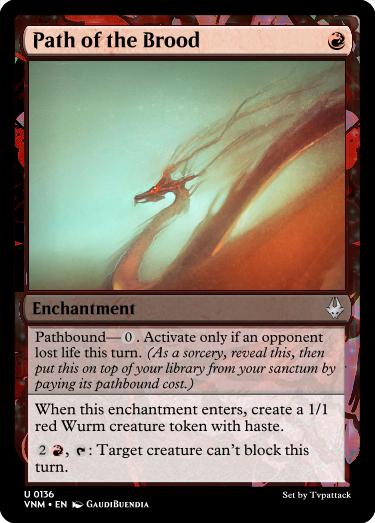 Path of the Brood
Enchantment
Pathbound—0. Activate only if an opponent
lost life this turn. (As a sorcery, reveal this, then
put this on top of your library from your sanctum by
paying its pathbound cost.)
When this enchantment enters, create a 1/1
red Wurm creature token with haste.
2 , : Target creature can't block this
turn.
U 0136
VNM • EN GaudiBuendia
Set by Tvpattack